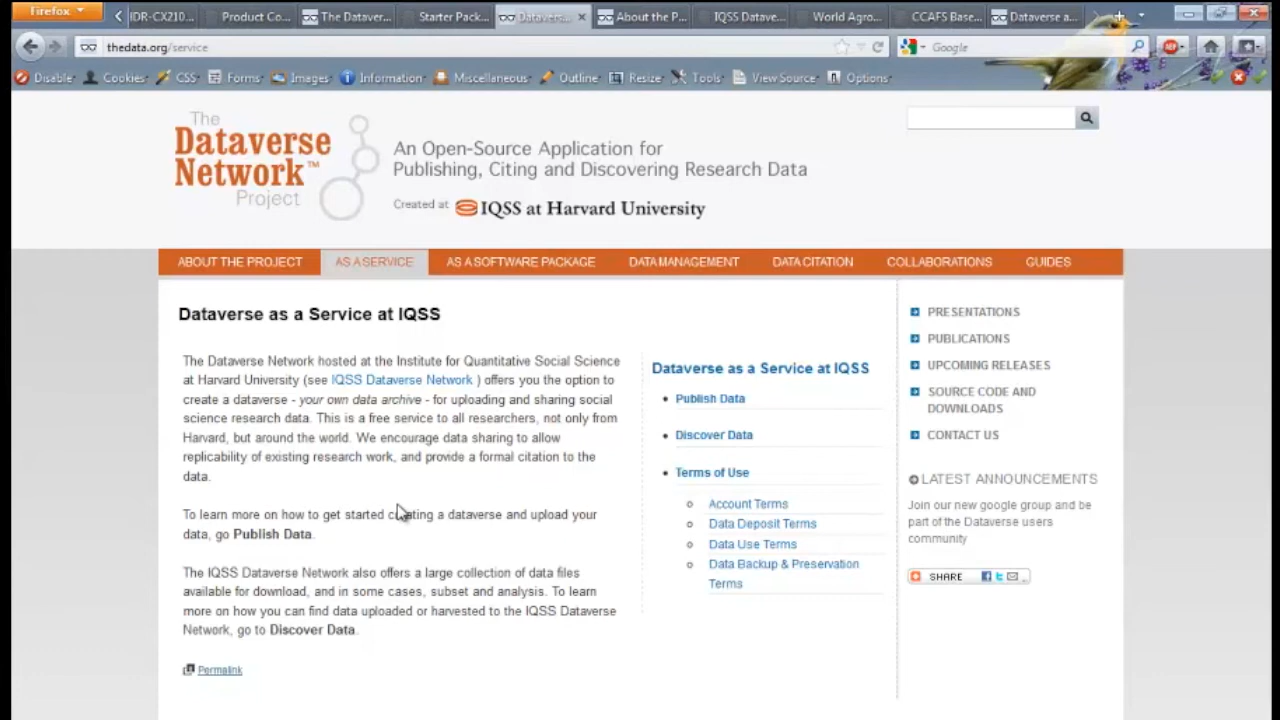 Firefox
IDR-CX210...
Product Co...
The Dataver...
Starter Pack...
Datavers...
About the P...
IQSS Datave...
World Agro...
CCAFS Base...
Dataverse a...
thedata.org/service
Google
Disable
Cookies
CSS
Forms
Images
Information
Miscellaneous
Outline
Resize
Tools
View Source
Options
The
Dataverse
Network™
Project
An Open-Source Application for
Publishing, Citing and Discovering Research Data
Created at IQSS at Harvard University
ABOUT THE PROJECT
AS A SERVICE
AS A SOFTWARE PACKAGE
DATA MANAGEMENT
DATA CITATION
COLLABORATIONS
GUIDES
Dataverse as a Service at IQSS
The Dataverse Network hosted at the Institute for Quantitative Social Science
at Harvard University (see IQSS Dataverse Network ) offers you the option to
create a dataverse - your own data archive - for uploading and sharing social
science research data. This is a free service to all researchers, not only from
Harvard, but around the world. We encourage data sharing to allow
replicability of existing research work, and provide a formal citation to the
data.
To learn more on how to get started creating a dataverse and upload your
data, go Publish Data.
The IQSS Dataverse Network also offers a large collection of data files
available for download, and in some cases, subset and analysis. To learn
more on how you can find data uploaded or harvested to the IQSS Dataverse
Network, go to Discover Data.
Permalink
Dataverse as a Service at IQSS
Publish Data
Discover Data
Terms of Use
Account Terms
Data Deposit Terms
Data Use Terms
Data Backup & Preservation
Terms
PRESENTATIONS
PUBLICATIONS
UPCOMING RELEASES
SOURCE CODE AND
DOWNLOADS
CONTACT US
LATEST ANNOUNCEMENTS
Join our new google group and be
part of the Dataverse users
community
SHARE